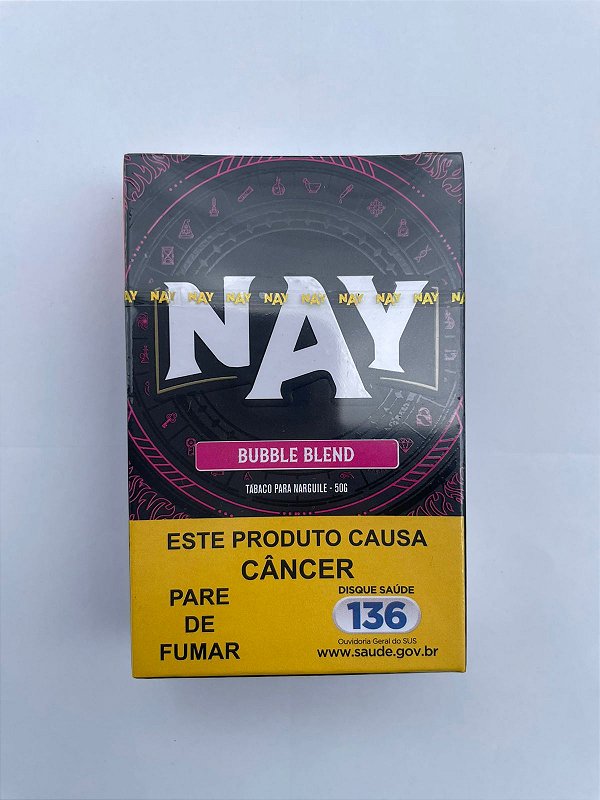 NAY NAY NAY NAY NAY NAY NAY NAY NAY
NAY
BUBBLE BLEND
TABACO PARA NARGUILE - 50G
ESTE PRODUTO CAUSA
CÂNCER
PARE
DE
FUMAR
DISQUE SAÚDE
136
Ouvidoria Geral do SUS
www.saude.gov.br